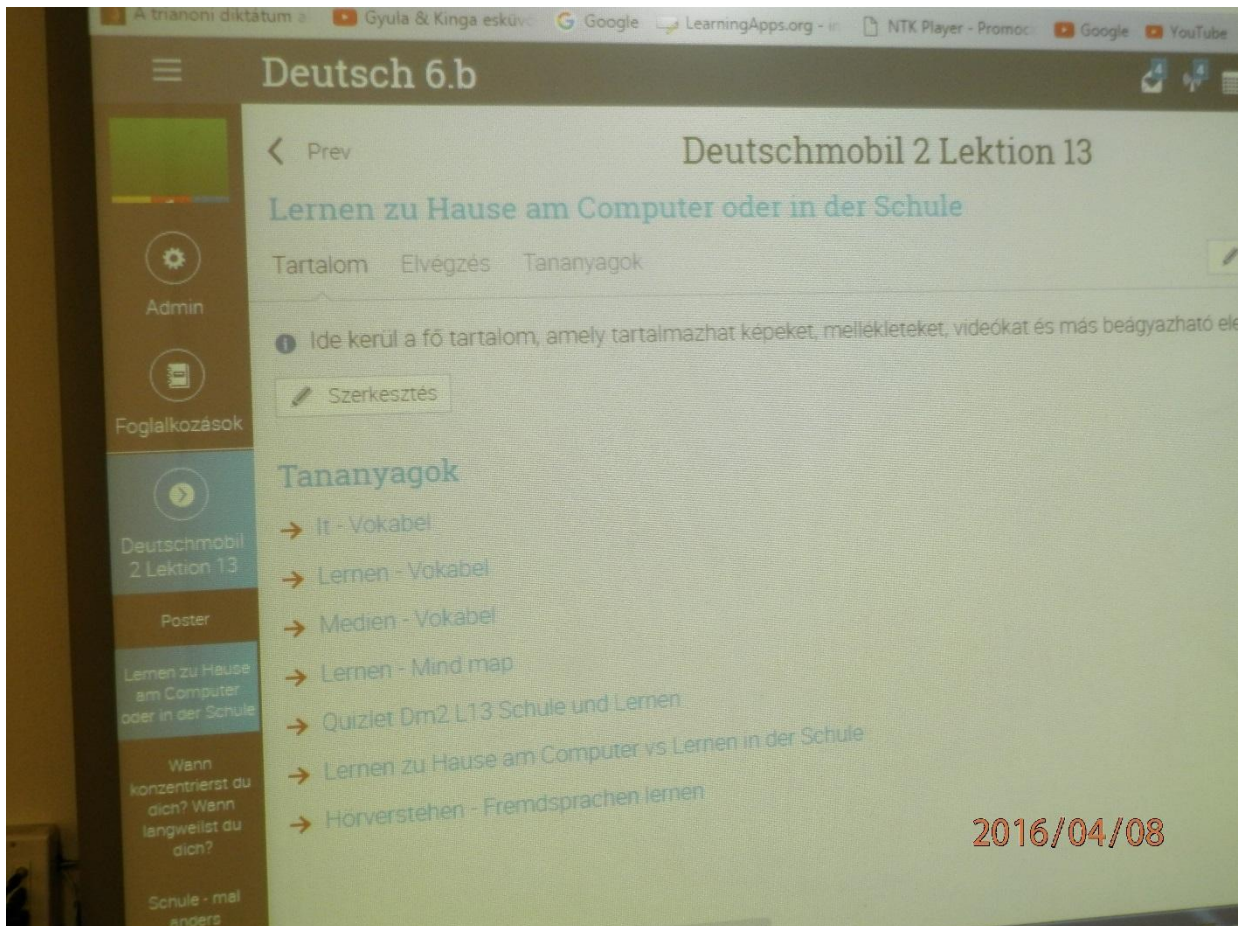 A trianoni diktátum a
Gyula & Kinga esküvő
Google
LearningApps.org - in
NTK Player - Promoc
Google
YouTube
Deutsch 6.b
4
4
Prev
Deutschmobil 2 Lektion 13
Lernen zu Hause am Computer oder in der Schule
Tartalom Elvégzés Tananyagok
Ide kerül a fő tartalom, amely tartalmazhat képeket, mellékleteket, videókat és más beágyazható ele
Szerkesztés
Admin
Foglalkozások
Deutschmobil
2 Lektion 13
Poster
Lernen zu Hause
am Computer
oder in der Schule
Wann
konzentrierst du
dich? Wann
langweilst du
dich?
Schule - mal
anders
Tananyagok
It - Vokabel
Lernen - Vokabel
Medien - Vokabel
Lernen - Mind map
Quizlet Dm2 L13 Schule und Lernen
Lernen zu Hause am Computer vs Lernen in der Schule
Hörverstehen - Fremdsprachen lernen
2016/04/08